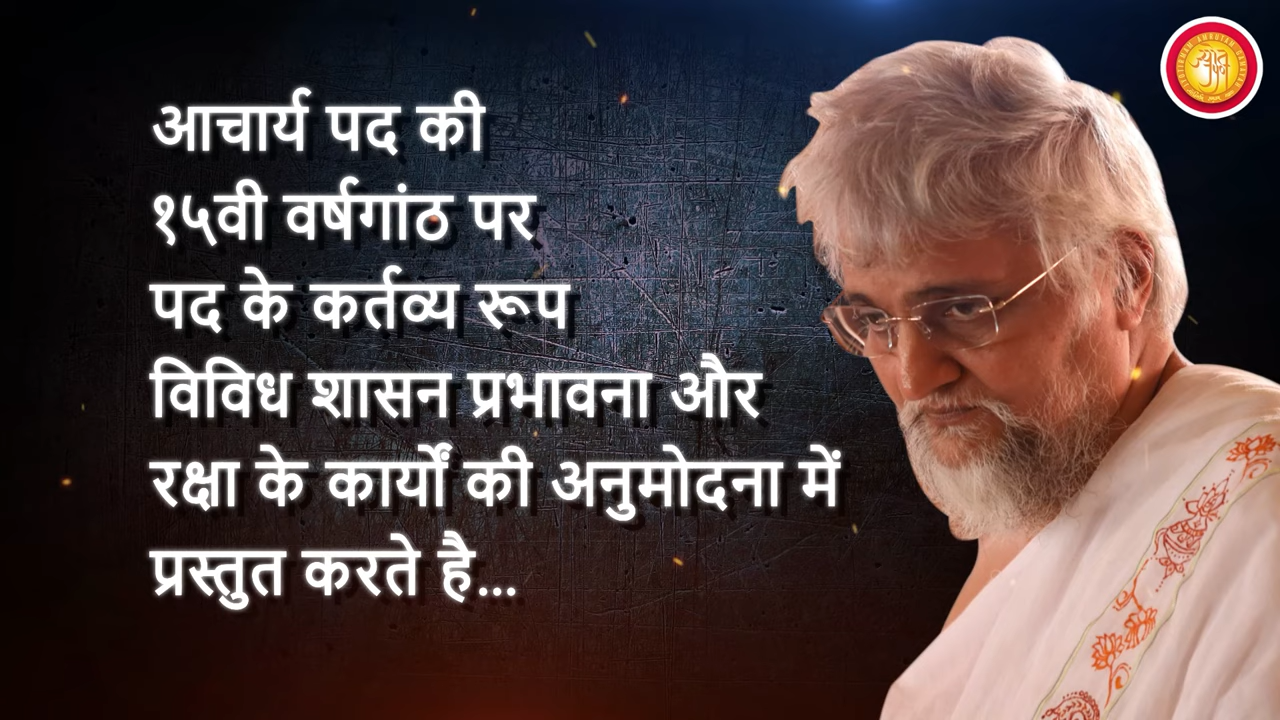 आचार्य पद की
१५वी वर्षगांठ पर
पद के कर्तव्य रूप
विविध शासन प्रभावना और
रक्षा के कार्यों की अनुमोदना में
प्रस्तुत करते है...